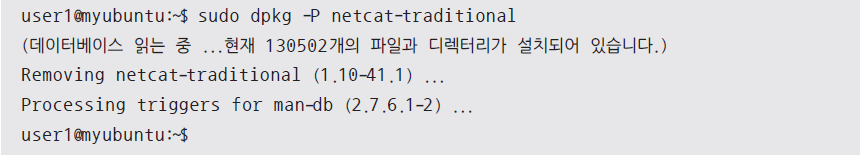 user1@myubuntu:~$ sudo dpkg -P netcat-traditional
(데이터베이스 읽는 중 ...현재 130502개의 파일과 디렉터리가 설치되어 있습니다.)
Removing netcat-traditional (1.10-41.1) ...
Processing triggers for man-db (2.7.6.1-2) ...
user1@myubuntu:~$